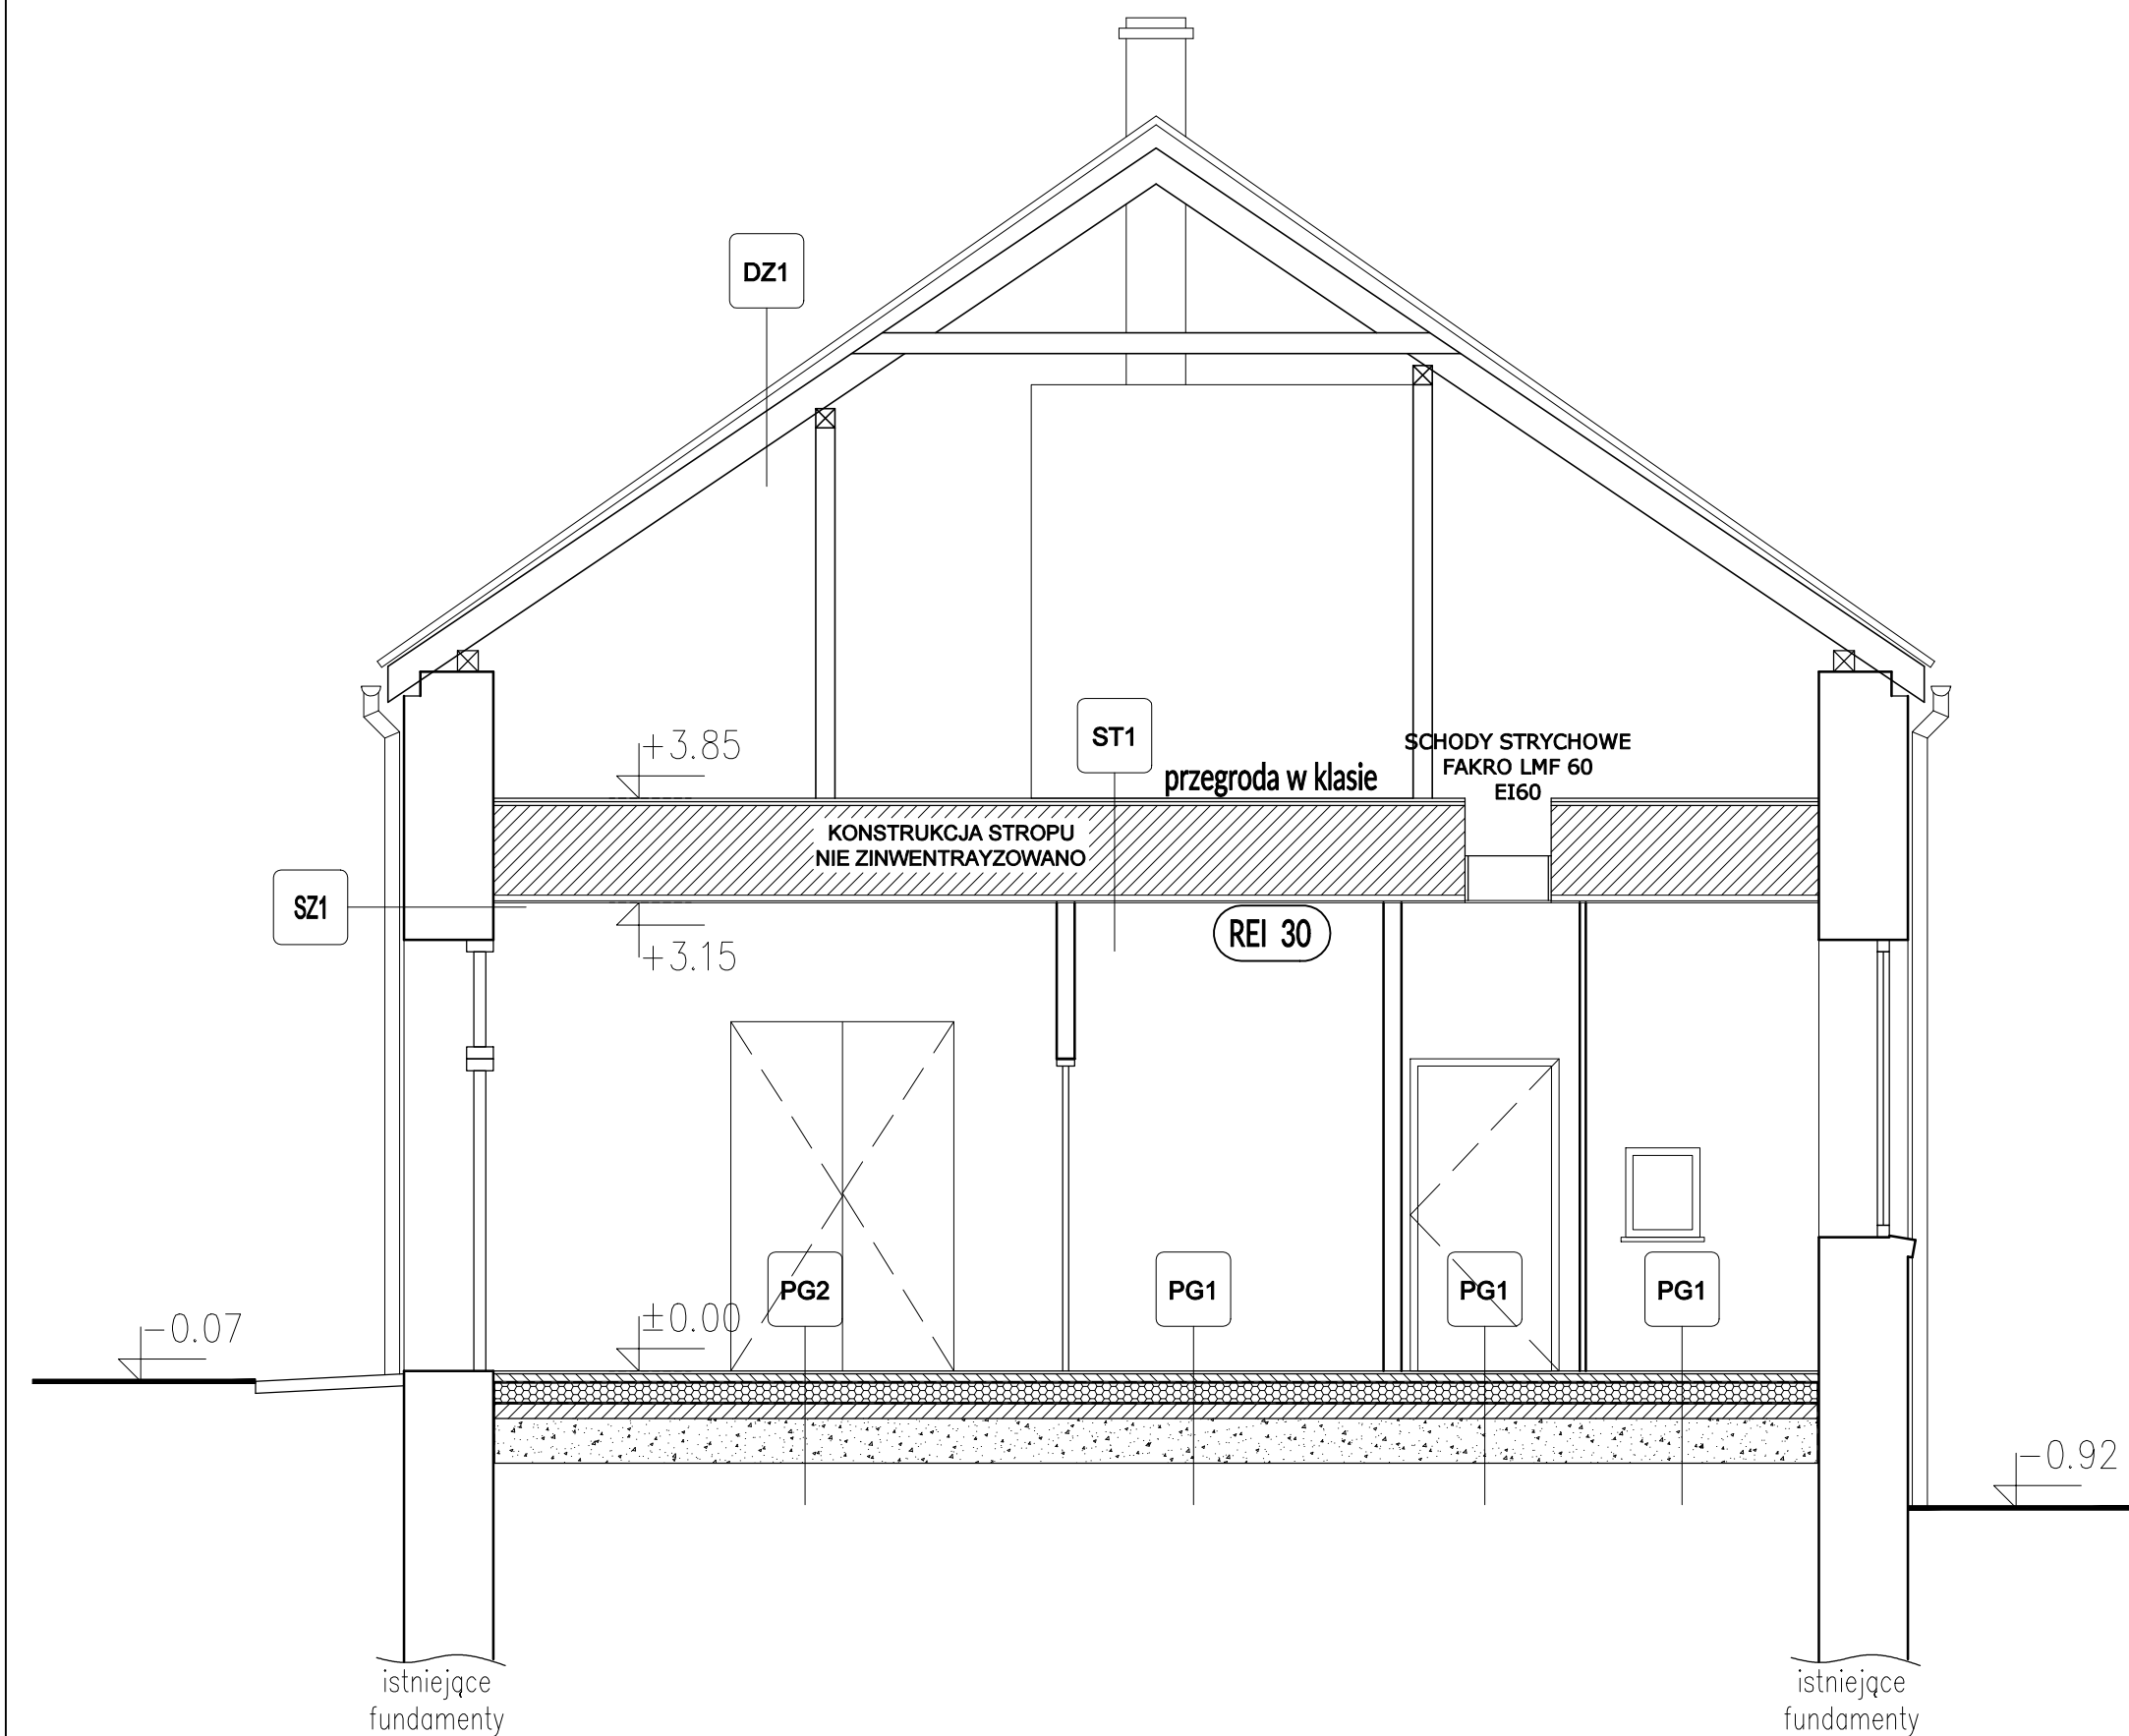 DZ1
+3.85
ST1
SCHODY STRYCHOWE
FAKRO LMF 60
EI60
przegroda w klasie
KONSTRUKCJA STROPU
NIE ZINWENTRAYZOWANO
SZ1
REI 30
+3.15
PG2
PG1
PG1
PG1
±0.00
-0.07
-0.92
istniejące
fundamenty
istniejące
fundamenty